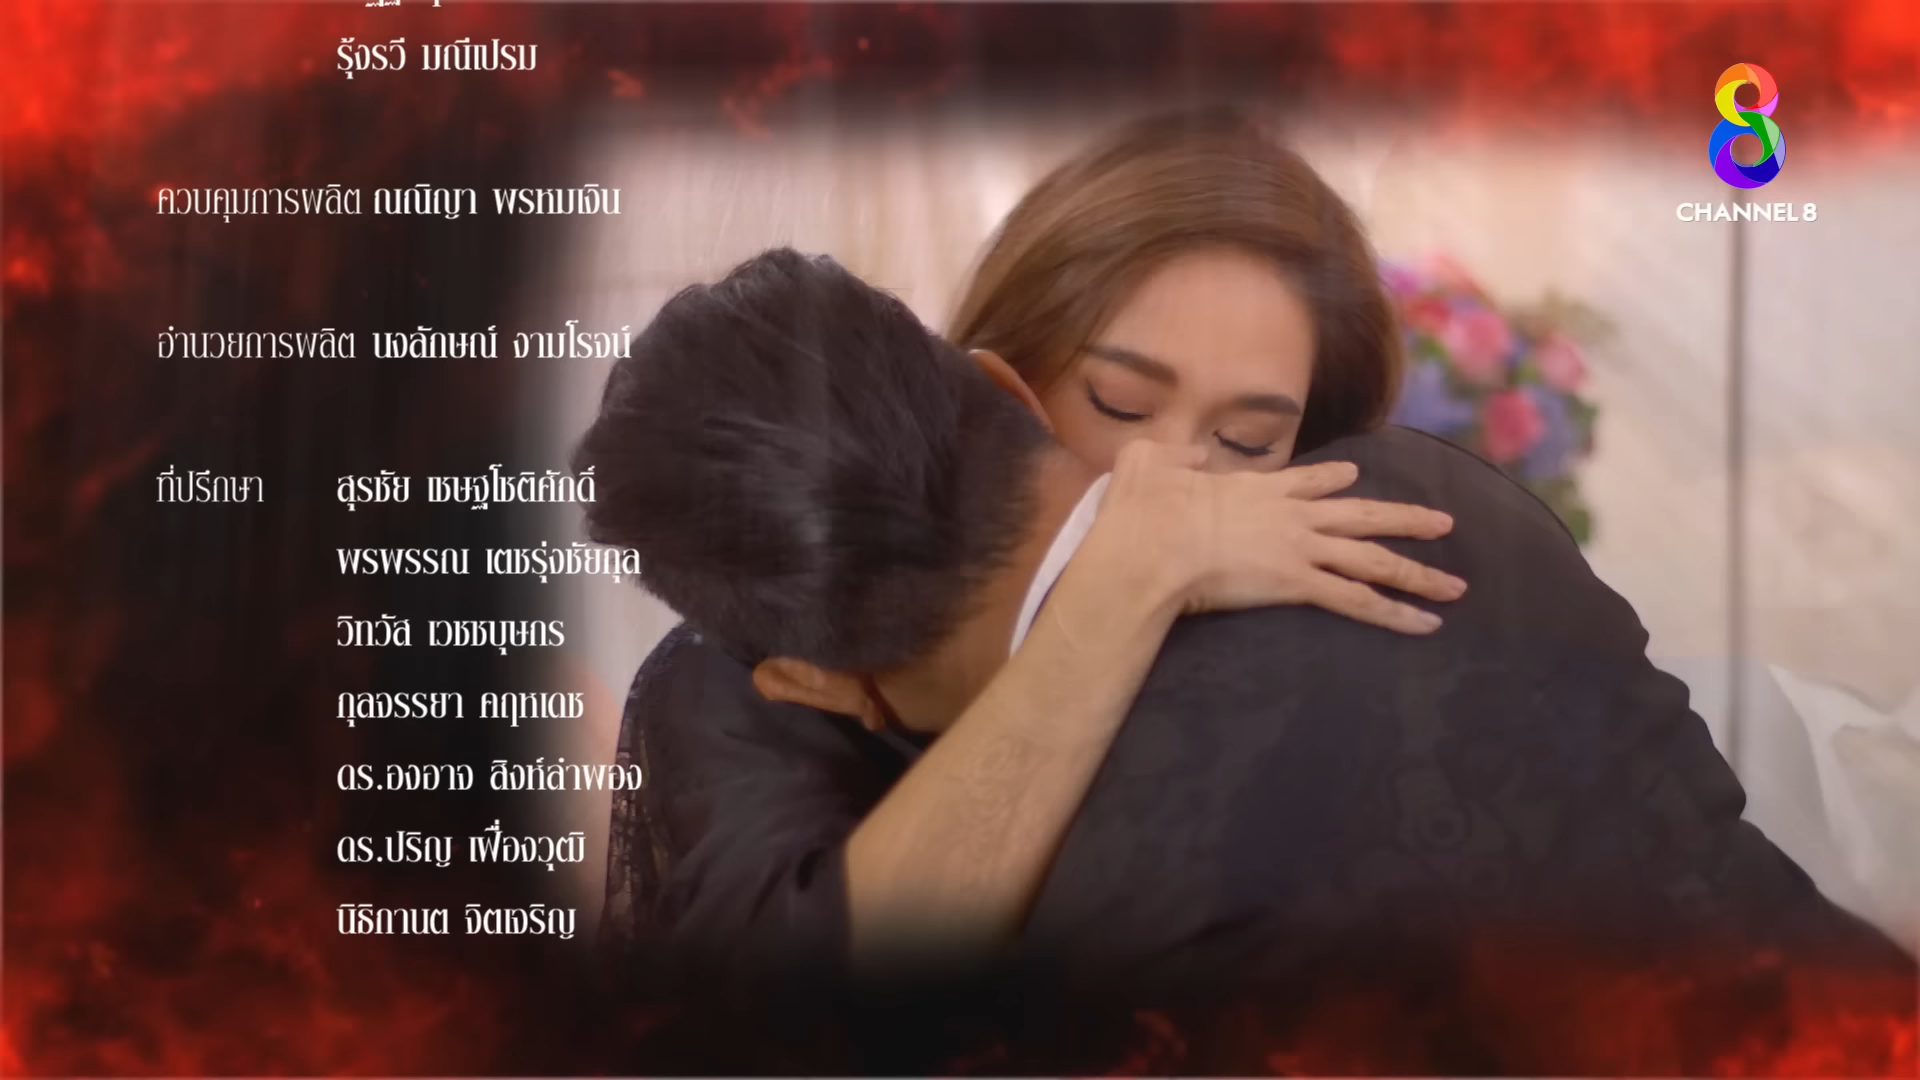 รุ้งรวี มณีเปรม
CHANNEL 8
ควบคุมการผลิต ณณิญา พรหมเงิน
อำนวยการผลิต นงลักษณ์ งามโรจน์
ที่ปรึกษา สุรชัย เชษฐโชติศักดิ์
พรพรรณ เตชรุ่งชัยกุล
วิทวัส เวชชบุษกร
กุลจรรยา คฤหเดช
ดร.องอาจ สิงห์ลำพอง
ดร.ปริญ เฟื่องวุฒิ
นิธิกานต จิตเจริญ